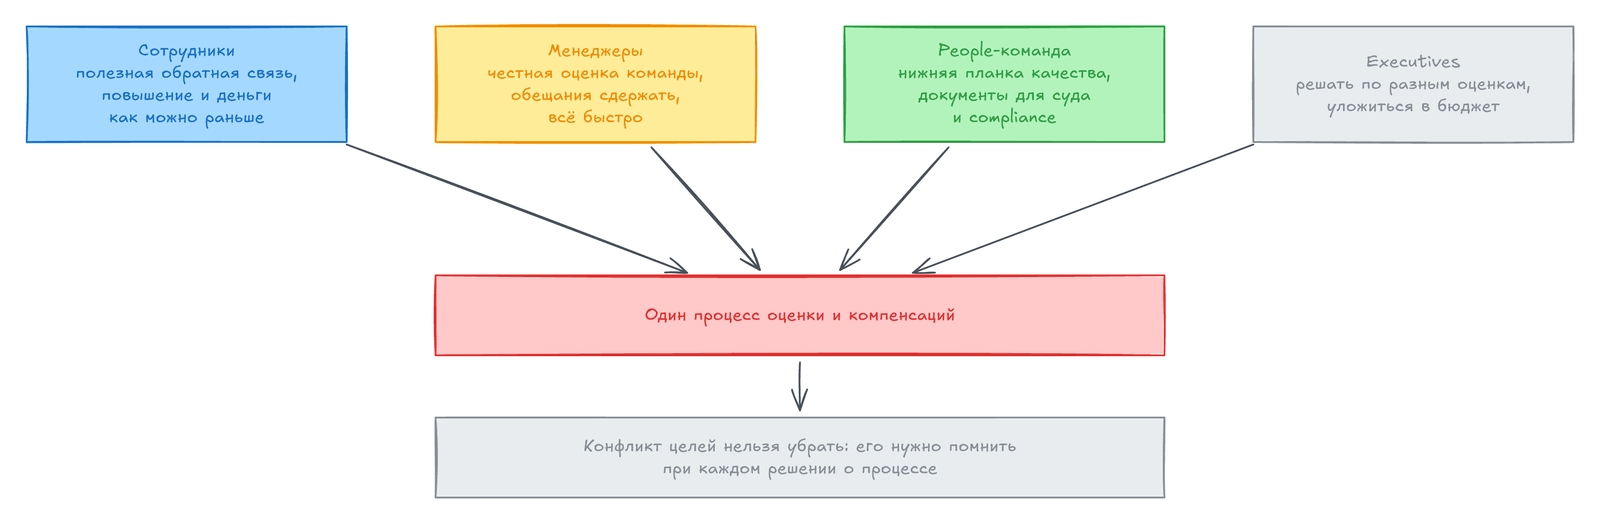 Сотрудники
полезная обратная связь,
повышение и деньги
как можно раньше
Менеджеры
честная оценка команды,
обещания сдержать,
всё быстро
People-команда
нижняя планка качества,
документы для суда
и compliance
Executives
решать по разным оценкам,
уложиться в бюджет
Один процесс оценки и компенсаций
Конфликт целей нельзя убрать: его нужно помнить
при каждом решении о процессе